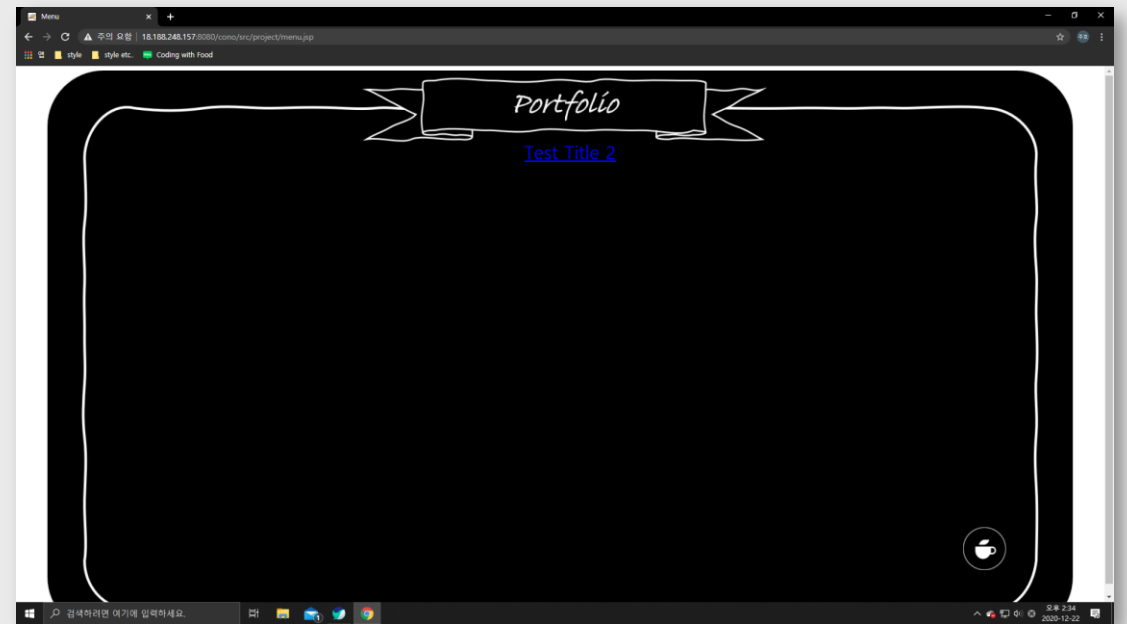 Menu
주의 요함 | 18.188.248.157:8080/cono/src/project/menu.jsp
앱 style style etc.. Coding with Food
Portfolio
Test Title 2
검색하려면 여기에 입력하세요.
오후 2:34
2020-12-22